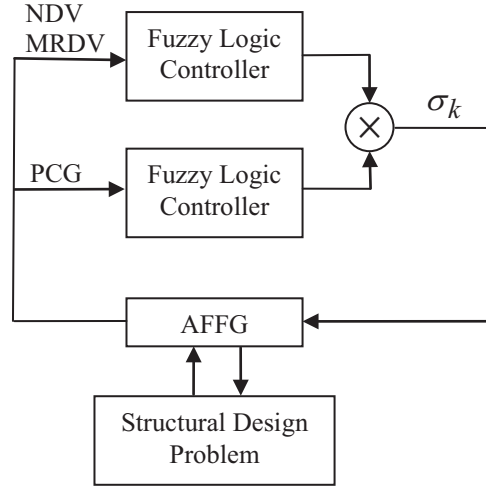 NDV
MRDV
Fuzzy Logic
Controller
σk
PCG
Fuzzy Logic
Controller
AFFG
Structural Design
Problem